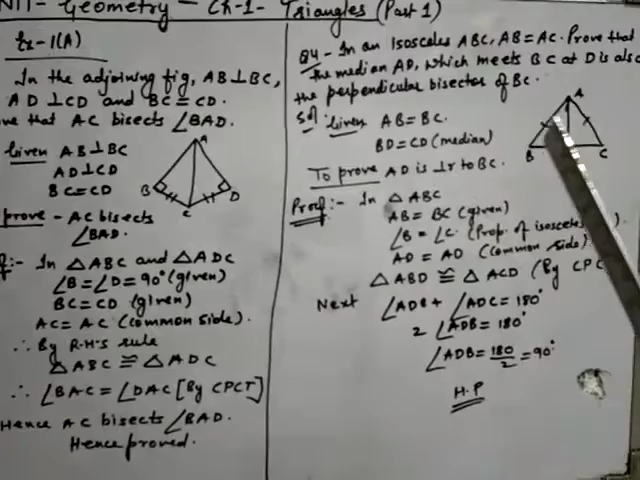 UNIT- Geometry - Ch-1- Triangles (Part 1)
Ex-1(A)
In the adjoining fig, AB⊥BC,
AD⊥CD and BC=CD.
ve that AC bisects ∠BAD.
Given AB⊥BC
AD⊥CD
BC=CD
A
B
C
D
prove - AC bisects
∠BAD.
In △ABC and △ADC
∠B=∠D=90° (given)
BC=CD (given)
AC=AC (common side).
∴ By R.H.S rule
△ABC ≅ △ADC
∴ ∠BAC=∠DAC [By CPCT]
Hence AC bisects ∠BAD.
Hence proved.
Q4 - In an Isosceles ABC, AB=AC. Prove that
the median AD, which meets BC at D is also
the perpendicular bisector of BC.
Sol Given AB=BC.
BD=CD (median)
A
B
C
To prove AD is ⊥r to BC.
Proof :- In △ABC
AB=BC (given)
∠B=∠C (Prop. of isosceles
AD=AD (common side)
△ABD ≅ △ACD (By CPC
Next ∠ADB + ∠ADC=180°
2 ∠ADB=180°
∠ADB=180/2=90°
H.P